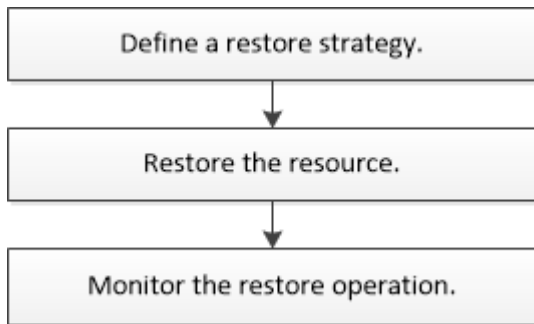 Define a restore strategy.
Restore the resource.
Monitor the restore operation.